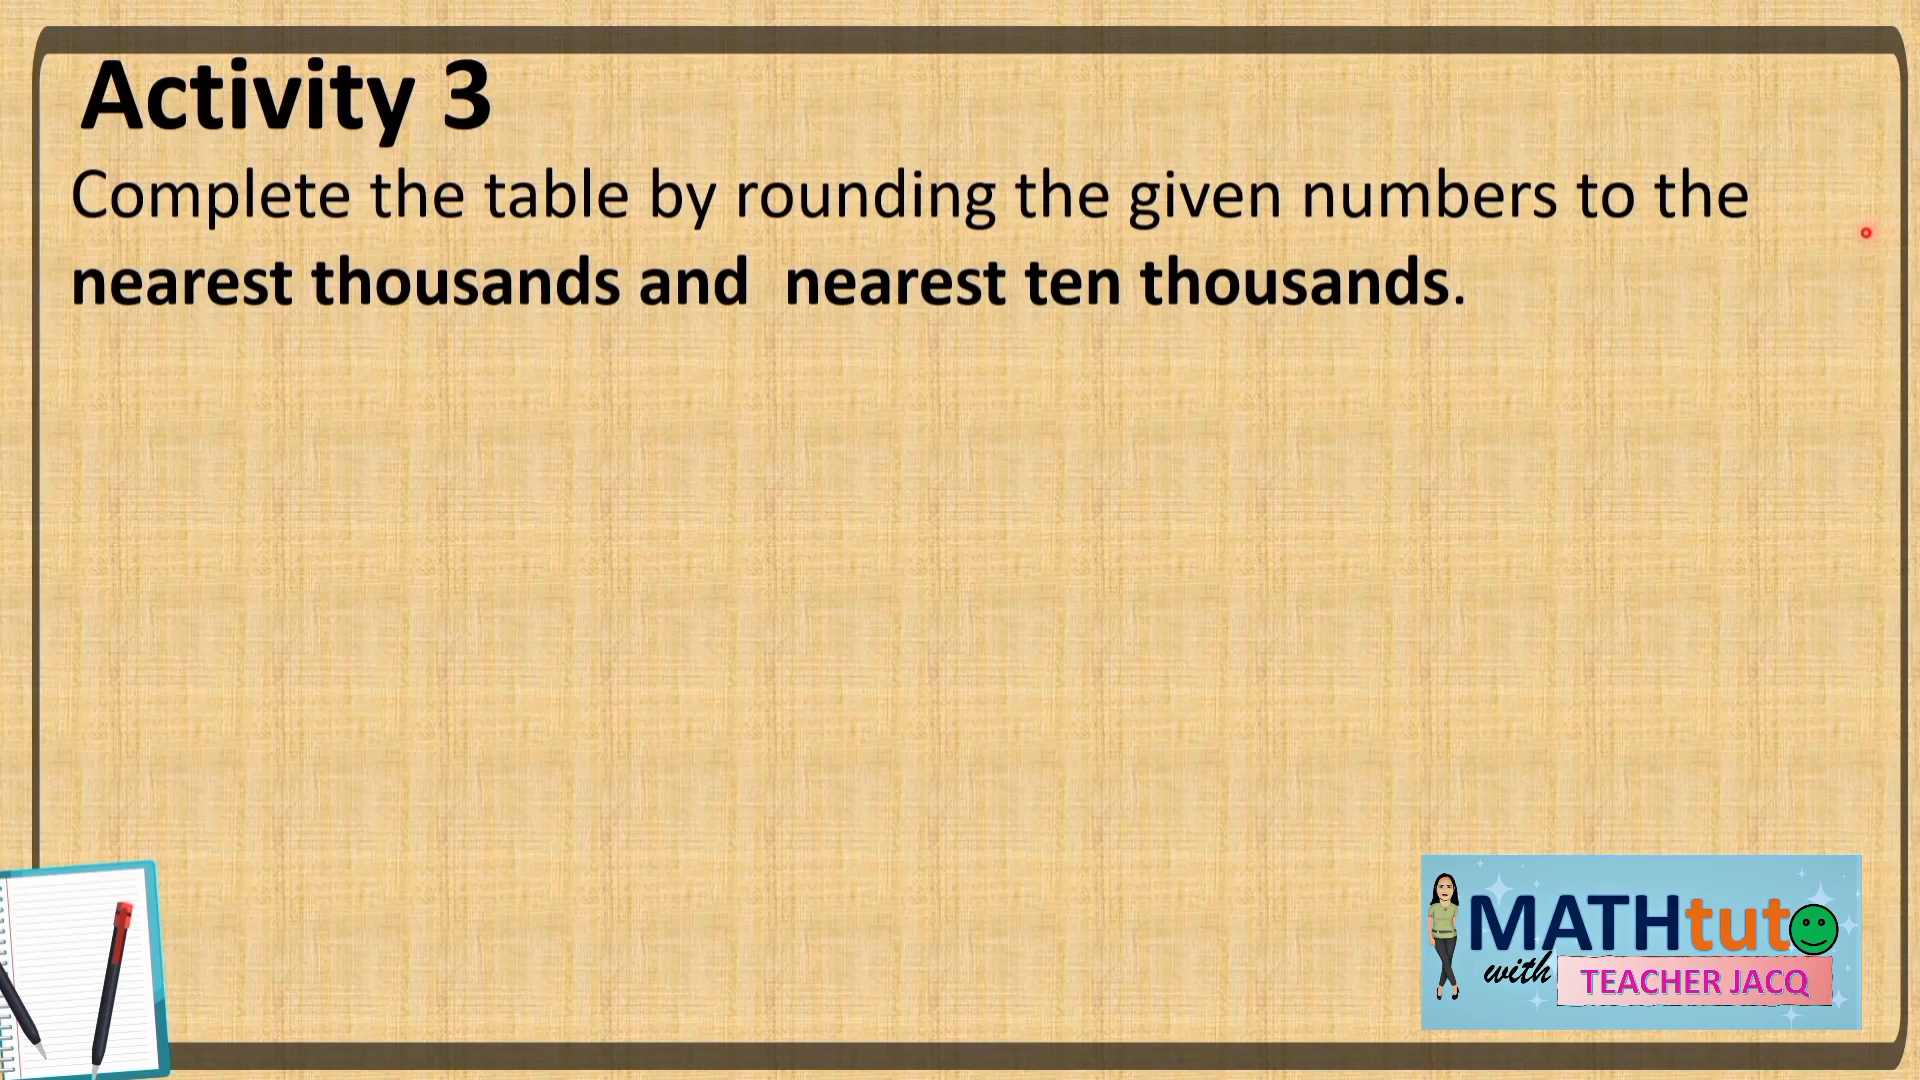 Activity 3
Complete the table by rounding the given numbers to the
nearest thousands and  nearest ten thousands.
MATHtuto
with
TEACHER JACQ